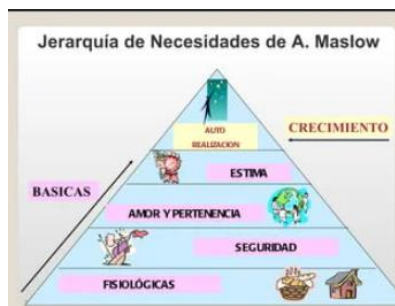 Jerarquía de Necesidades de A. Maslow
AUTO
REALIZACION
CRECIMIENTO
ESTIMA
BASICAS
AMOR Y PERTENENCIA
SEGURIDAD
FISIOLÓGICAS